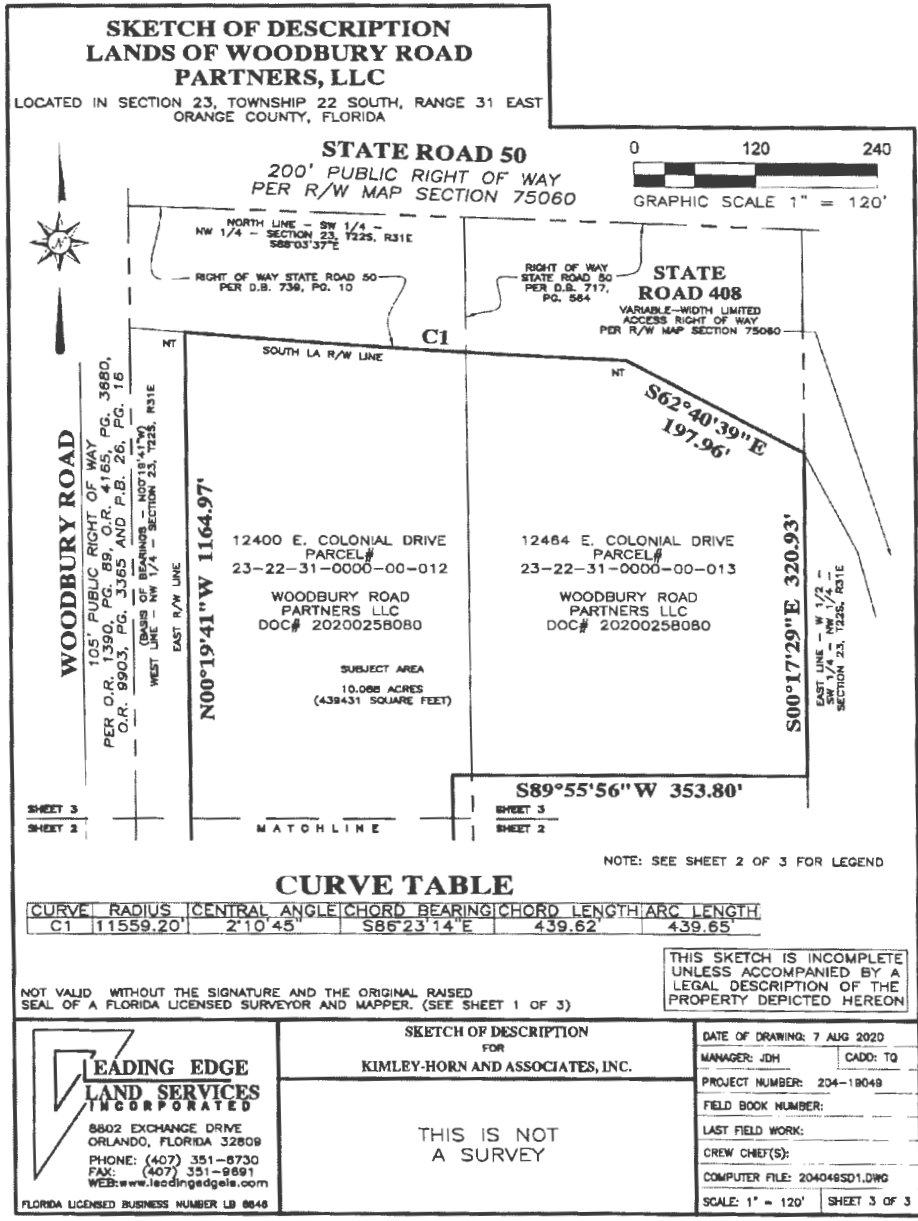 SKETCH OF DESCRIPTION
LANDS OF WOODBURY ROAD
PARTNERS, LLC
LOCATED IN SECTION 23, TOWNSHIP 22 SOUTH, RANGE 31 EAST
ORANGE COUNTY, FLORIDA
STATE ROAD 50
200' PUBLIC RIGHT OF WAY
PER R/W MAP SECTION 75060
0 120 240
GRAPHIC SCALE 1" = 120'
N
NORTH LINE - SW 1/4 -
NW 1/4 - SECTION 23, T22S, R31E
S88°03'37"E
RIGHT OF WAY STATE ROAD 50
PER D.B. 739, PG. 10
RIGHT OF WAY
STATE ROAD 50
PER D.B. 717,
PG. 564
STATE
ROAD 408
VARIABLE-WIDTH LIMITED
ACCESS RIGHT OF WAY
PER R/W MAP SECTION 75060
NT
SOUTH LA R/W LINE
C1
NT
S62°40'39"E
197.96'
WOODBURY ROAD
105' PUBLIC RIGHT OF WAY
PER O.R. 1390, PG. 89, O.R. 4165, PG. 3680,
O.R. 9903, PG. 3365 AND P.B. 26, PG. 16
(BASIS OF BEARINGS - N00°19'41"W)
WEST LINE - NW 1/4 - SECTION 23, T22S, R31E
EAST R/W LINE
N00°19'41"W 1164.97'
12400 E. COLONIAL DRIVE
PARCEL#
23-22-31-0000-00-012
WOODBURY ROAD
PARTNERS LLC
DOC# 20200258080
SUBJECT AREA
10.088 ACRES
(439431 SQUARE FEET)
12464 E. COLONIAL DRIVE
PARCEL#
23-22-31-0000-00-013
WOODBURY ROAD
PARTNERS LLC
DOC# 20200258080
S00°17'29"E 320.93'
EAST LINE - W 1/2 -
SW 1/4 - NW 1/4 -
SECTION 23, T22S, R31E
S89°55'56"W 353.80'
SHEET 3
SHEET 2
MATCHLINE
SHEET 3
SHEET 2
NOTE: SEE SHEET 2 OF 3 FOR LEGEND
CURVE TABLE
CURVE RADIUS CENTRAL ANGLE CHORD BEARING CHORD LENGTH ARC LENGTH
C1 11559.20' 2°10'45" S86°23'14"E 439.62' 439.65'
THIS SKETCH IS INCOMPLETE
UNLESS ACCOMPANIED BY A
LEGAL DESCRIPTION OF THE
PROPERTY DEPICTED HEREON
NOT VALID WITHOUT THE SIGNATURE AND THE ORIGINAL RAISED
SEAL OF A FLORIDA LICENSED SURVEYOR AND MAPPER. (SEE SHEET 1 OF 3)
LEADING EDGE
LAND SERVICES
INCORPORATED
8802 EXCHANGE DRIVE
ORLANDO, FLORIDA 32809
PHONE: (407) 351-6730
FAX: (407) 351-9691
WEB:www.leadingedgels.com
FLORIDA LICENSED BUSINESS NUMBER LB 6846
SKETCH OF DESCRIPTION
FOR
KIMLEY-HORN AND ASSOCIATES, INC.
THIS IS NOT
A SURVEY
DATE OF DRAWING: 7 AUG 2020
MANAGER: JDH CADD: TQ
PROJECT NUMBER: 204-19049
FIELD BOOK NUMBER:
LAST FIELD WORK:
CREW CHIEF(S):
COMPUTER FILE: 204049SD1.DWG
SCALE: 1" = 120' SHEET 3 OF 3